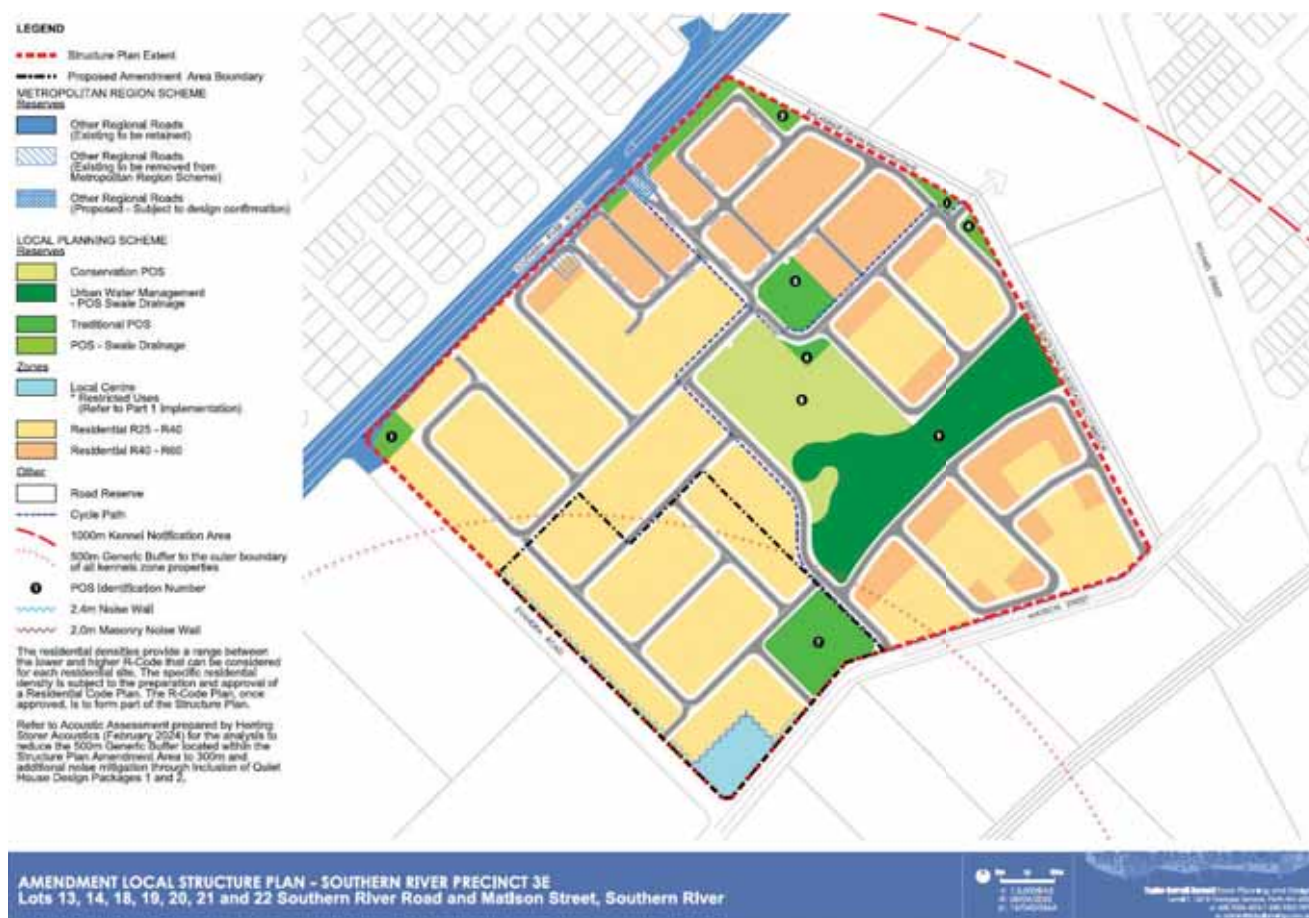 LEGEND
Structure Plan Extent
Proposed Amendment Area Boundary
METROPOLITAN REGION SCHEME
Reserves
Other Regional Roads
(Existing to be retained)
Other Regional Roads
(Existing to be removed from
Metropolitan Region Scheme)
Other Regional Roads
(Proposed - Subject to design confirmation)
LOCAL PLANNING SCHEME
Reserves
Conservation POS
Urban Water Management
- POS Swale Drainage
Traditional POS
POS - Swale Drainage
Zones
Local Centre
* Restricted Uses
(Refer to Part 1 Implementation)
Residential R25 - R40
Residential R40 - R60
Other
Road Reserve
Cycle Path
1000m Kennel Notification Area
500m Generic Buffer to the outer boundary
of all kennels zone properties
POS Identification Number
2.4m Noise Wall
2.0m Masonry Noise Wall
The residential densities provide a range between
the lower and higher R-Code that can be considered
for each residential site. The specific residential
density is subject to the preparation and approval of
a Residential Code Plan. The R-Code Plan, once
approved, is to form part of the Structure Plan.
Refer to Acoustic Assessment prepared by Herring
Storer Acoustics (February 2024) for the analysis to
reduce the 500m Generic Buffer located within the
Structure Plan Amendment Area to 300m and
additional noise mitigation through inclusion of Quiet
House Design Packages 1 and 2.
SOUTHERN RIVER ROAD
MATISON STREET
AMENDMENT LOCAL STRUCTURE PLAN - SOUTHERN RIVER PRECINCT 3E
Lots 13, 14, 18, 19, 20, 21 and 22 Southern River Road and Matison Street, Southern River